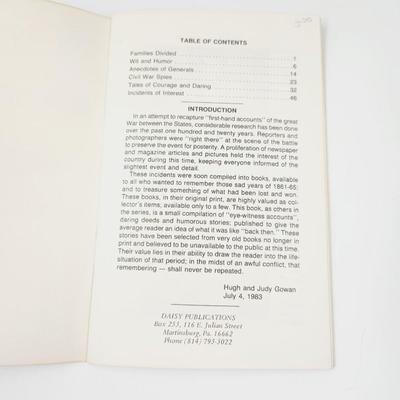 TABLE OF CONTENTS
Families Divided 1
Wit and Humor 6
Anecdotes of Generals 14
Civil War Spies 23
Tales of Courage and Daring 32
Incidents of Interest 46
INTRODUCTION
In an attempt to recapture "first-hand accounts" of the great
War between the States, considerable research has been done
over the past one hundred and twenty years. Reporters and
photographers were "right there" at the scene of the battle
to preserve the event for posterity. A proliferation of newspaper
and magazine articles and pictures held the interest of the
country during this time, keeping everyone informed of the
slightest event and detail.
These incidents were soon compiled into books, available
to all who wanted to remember those sad years of 1861-65:
and to treasure something of what had been lost and won.
These books, in their original print, are highly valued as col-
lector's items; available only to a few. This book, as others in
the series, is a small compilation of "eye-witness accounts",
daring deeds and humorous stories; published to give the
average reader an idea of what it was like "back then." These
stories have been selected from very old books no longer in
print and believed to be unavailable to the public at this time.
Their value lies in their ability to draw the reader into the life-
situation of that period; in the midst of an awful conflict, that
remembering — shall never be repeated.
Hugh and Judy Gowan
July 4, 1983
DAISY PUBLICATIONS
Box 253, 116 E. Julian Street
Martinsburg, Pa. 16662
Phone (814) 793-3022